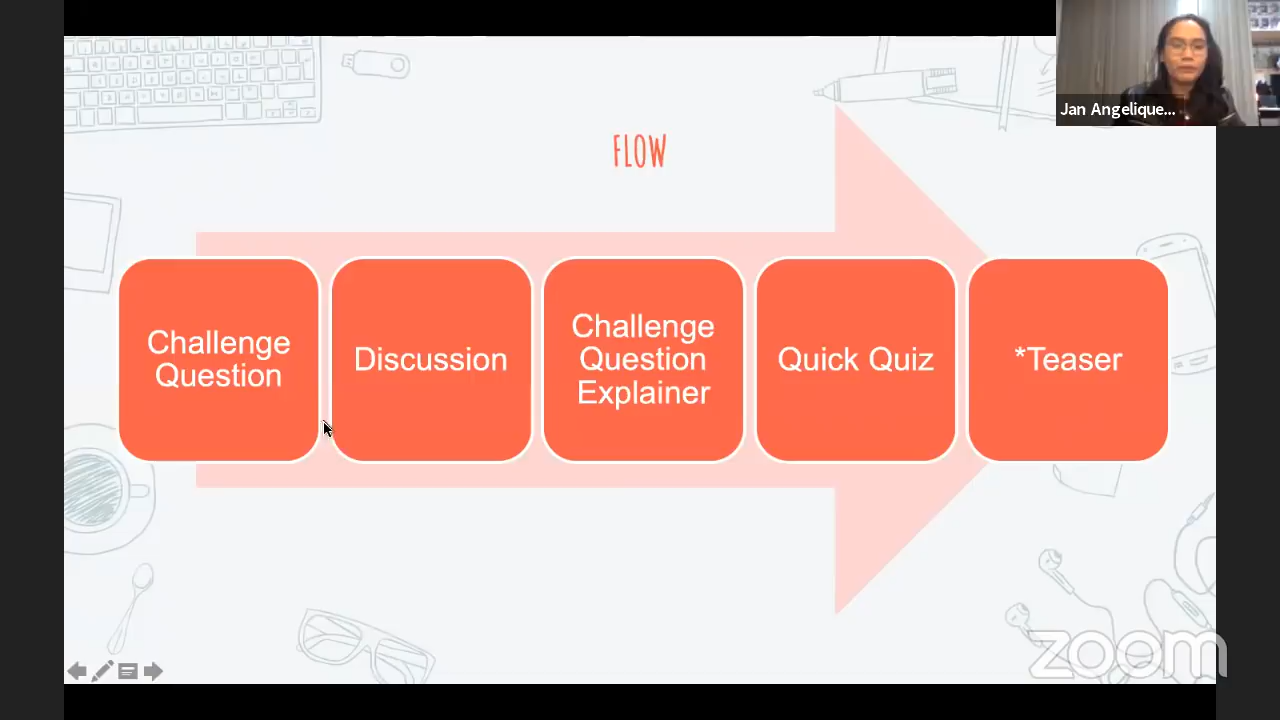 Jan Angelique...
FLOW
Challenge
Question
Discussion
Challenge
Question
Explainer
Quick Quiz
*Teaser
zoom